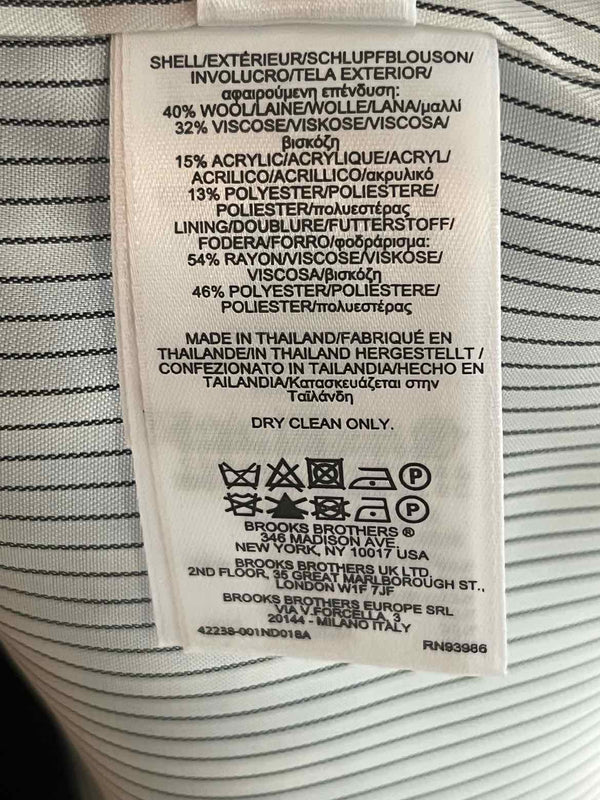 SHELL/EXTÉRIEUR/SCHLUPFBLOUSON/
INVOLUCRO/TELA EXTERIOR/
αφαιρούμενη επένδυση:
40% WOOL/LAINE/WOLLE/LANA/μαλλί
32% VISCOSE/VISKOSE/VISCOSA/
βισκόζη
15% ACRYLIC/ACRYLIQUE/ACRYL/
ACRILICO/ACRILLICO/ακρυλικό
13% POLYESTER/POLIESTERE/
POLIESTER/πολυεστέρας
LINING/DOUBLURE/FUTTERSTOFF/
FODERA/FORRO/φοδράρισμα:
54% RAYON/VISCOSE/VISKOSE/
VISCOSA/βισκόζη
46% POLYESTER/POLIESTERE/
POLIESTER/πολυεστέρας
MADE IN THAILAND/FABRIQUÉ EN
THAILANDE/IN THAILAND HERGESTELLT /
CONFEZIONATO IN TAILANDIA/HECHO EN
TAILANDIA/Κατασκευάζεται στην
Ταϊλάνδη
DRY CLEAN ONLY.
P
P
BROOKS BROTHERS ®
346 MADISON AVE.
NEW YORK, NY 10017 USA
BROOKS BROTHERS UK LTD.
2ND FLOOR, 35 GREAT MARLBOROUGH ST.,
LONDON W1F 7JF
BROOKS BROTHERS EUROPE SRL
VIA V.FORCELLA, 3
20144 - MILANO ITALY
42238-001ND018A
RN93986